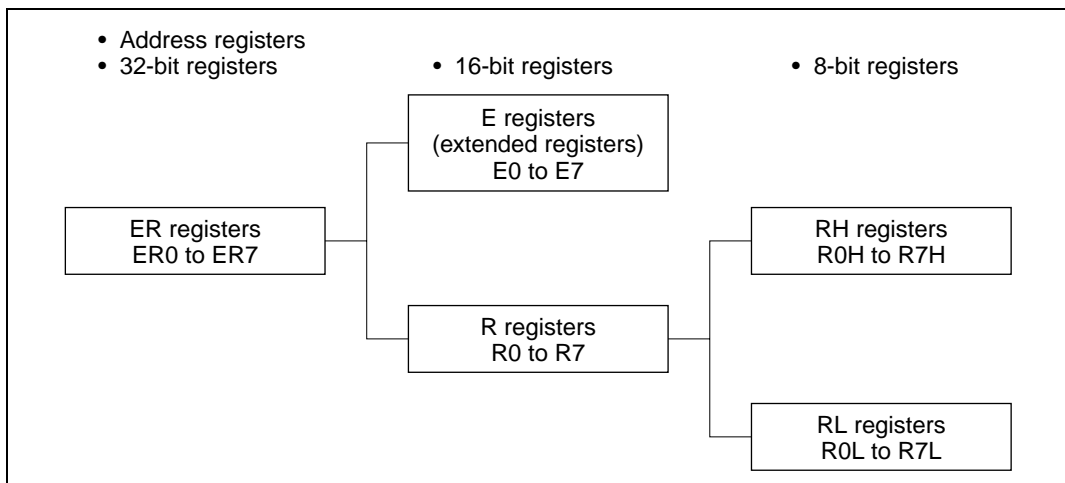 • Address registers
• 32-bit registers
• 16-bit registers
• 8-bit registers
E registers
(extended registers)
E0 to E7
ER registers
ER0 to ER7
RH registers
R0H to R7H
R registers
R0 to R7
RL registers
R0L to R7L